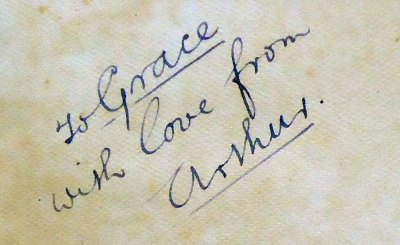 To Grace
with love from
Arthur.